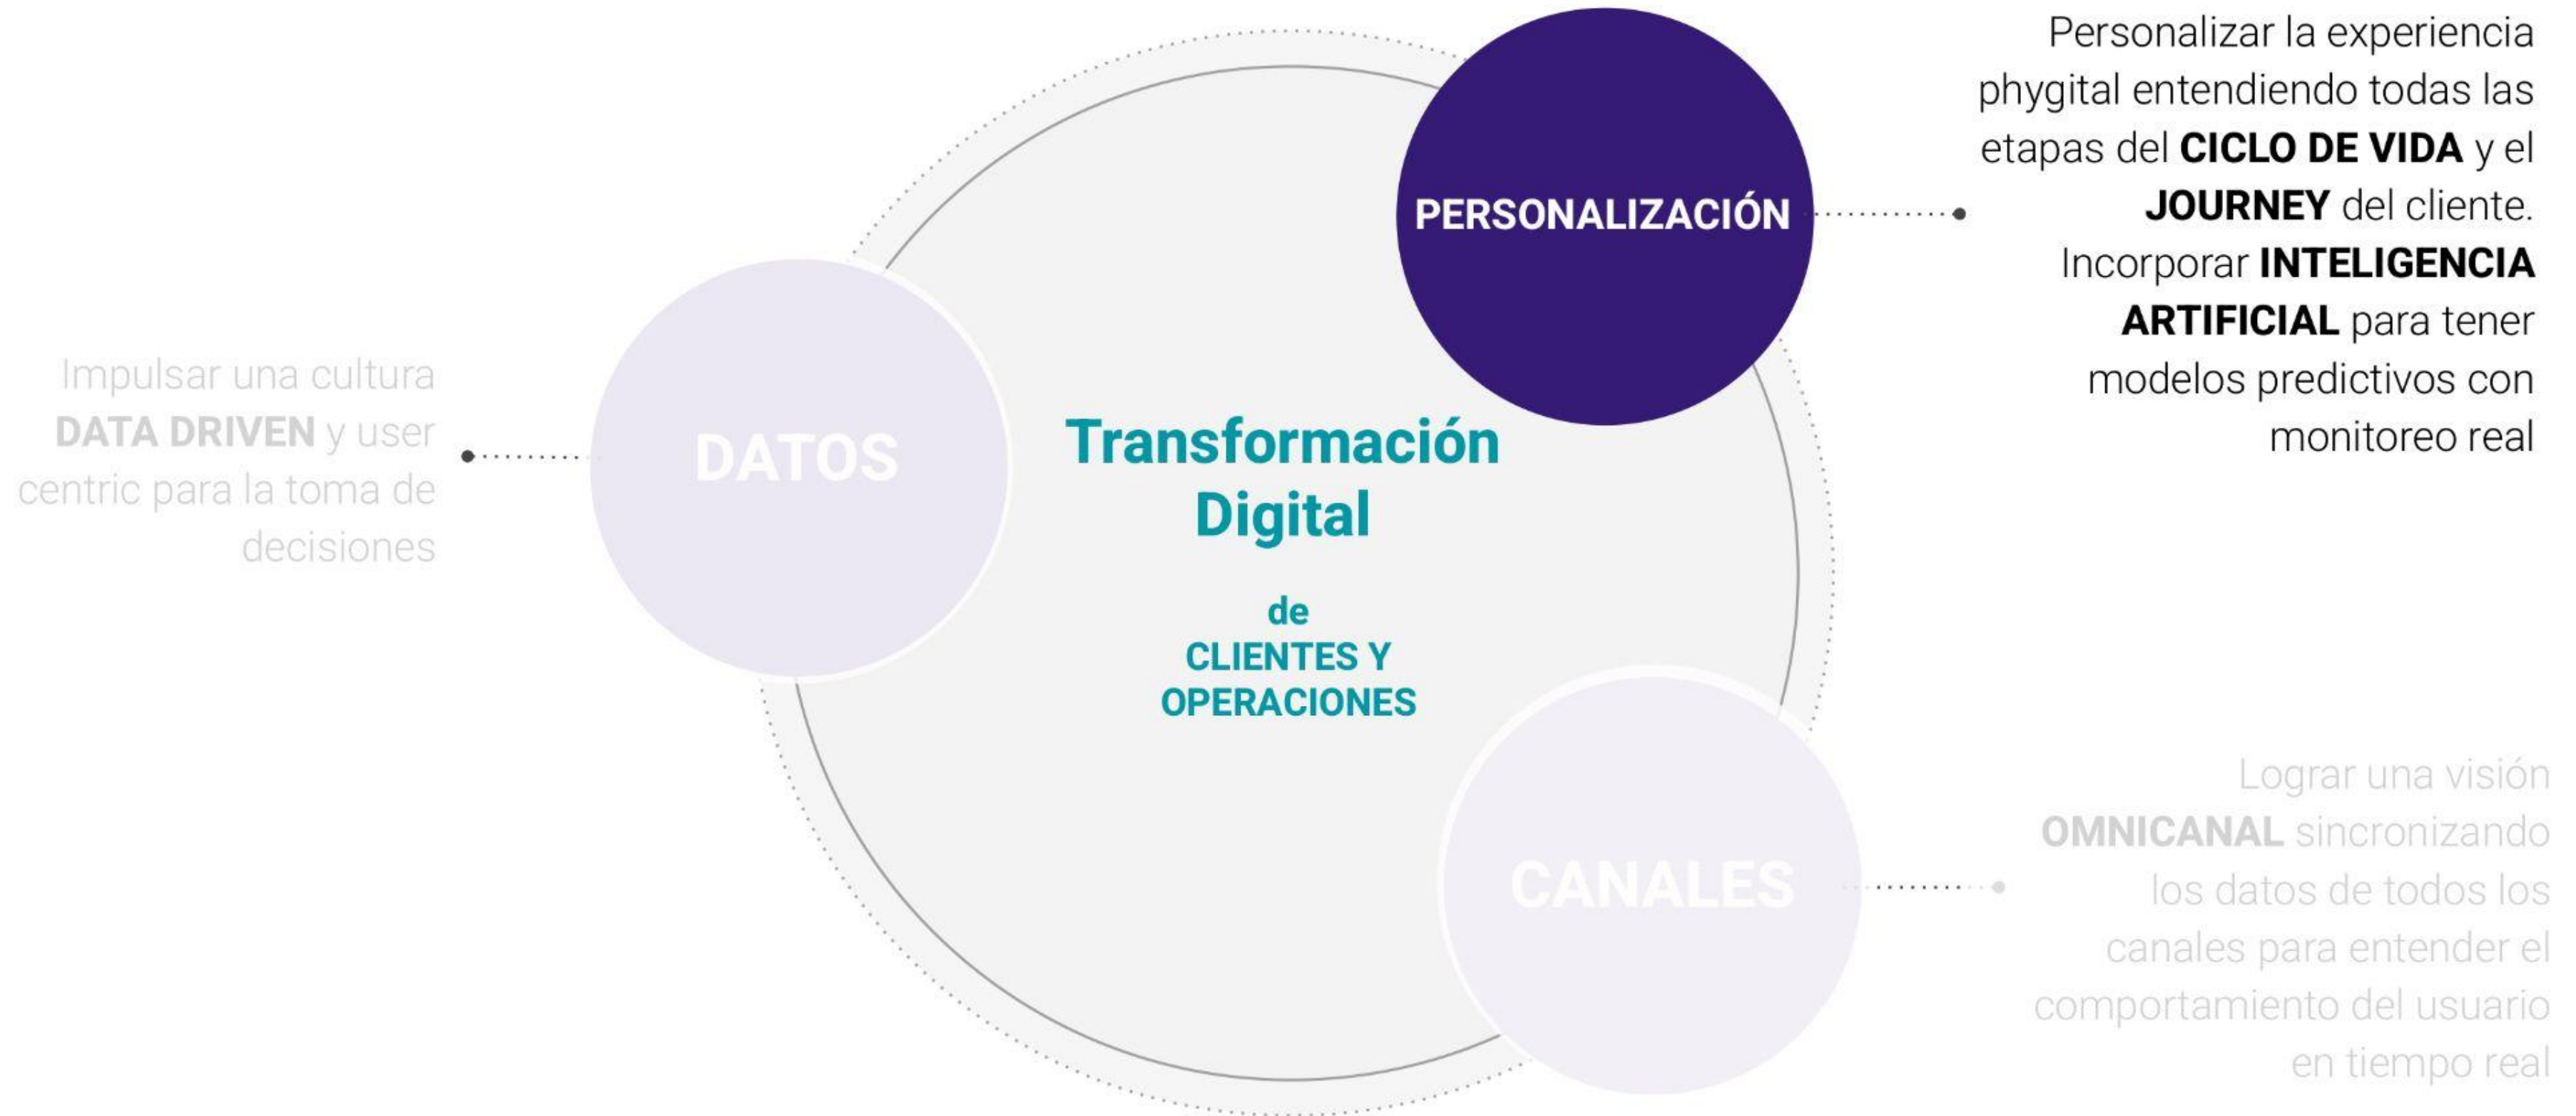 Personalizar la experiencia
phygital entendiendo todas las
etapas del CICLO DE VIDA y el
JOURNEY del cliente.
Incorporar INTELIGENCIA
ARTIFICIAL para tener
modelos predictivos con
monitoreo real
PERSONALIZACIÓN
Impulsar una cultura
DATA DRIVEN y user
centric para la toma de
decisiones
DATOS
Transformación
Digital
de
CLIENTES Y
OPERACIONES
CANALES
Lograr una visión
OMNICANAL sincronizando
los datos de todos los
canales para entender el
comportamiento del usuario
en tiempo real